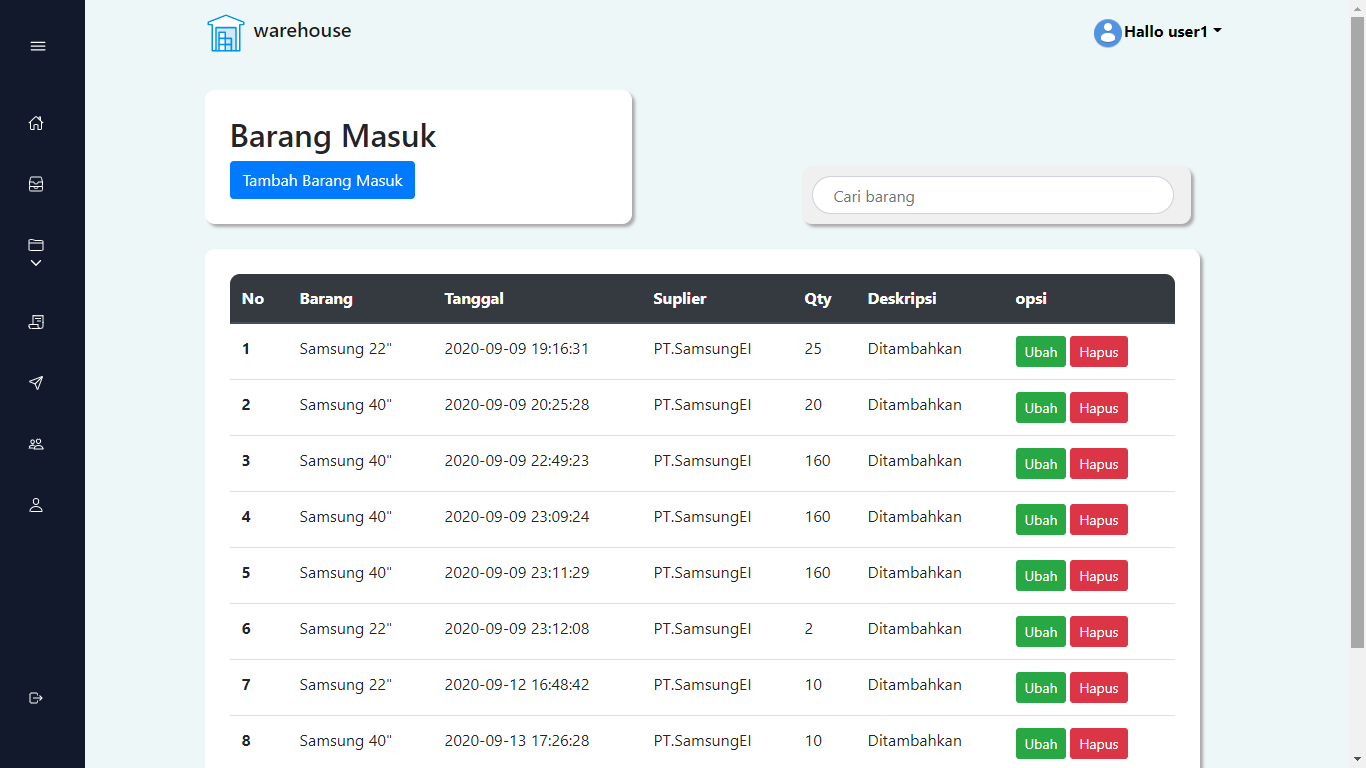 warehouse
Hallo user1
Barang Masuk
Tambah Barang Masuk
Cari barang
No Barang Tanggal Suplier Qty Deskripsi opsi
1 Samsung 22" 2020-09-09 19:16:31 PT.SamsungEl 25 Ditambahkan Ubah Hapus
2 Samsung 40" 2020-09-09 20:25:28 PT.SamsungEl 20 Ditambahkan Ubah Hapus
3 Samsung 40" 2020-09-09 22:49:23 PT.SamsungEl 160 Ditambahkan Ubah Hapus
4 Samsung 40" 2020-09-09 23:09:24 PT.SamsungEl 160 Ditambahkan Ubah Hapus
5 Samsung 40" 2020-09-09 23:11:29 PT.SamsungEl 160 Ditambahkan Ubah Hapus
6 Samsung 22" 2020-09-09 23:12:08 PT.SamsungEl 2 Ditambahkan Ubah Hapus
7 Samsung 22" 2020-09-12 16:48:42 PT.SamsungEl 10 Ditambahkan Ubah Hapus
8 Samsung 40" 2020-09-13 17:26:28 PT.SamsungEl 10 Ditambahkan Ubah Hapus